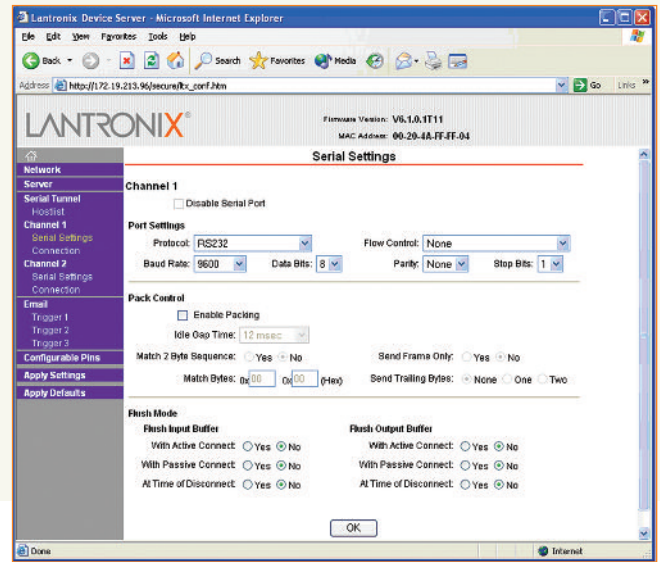 Lantronix Device Server - Microsoft Internet Explorer
File Edit View Favorites Tools Help
Back Search Favorites Media
Address http://172.19.213.96/secure/ltx_conf.htm Go Links »
LANTRONIX®
Firmware Version: V6.1.0.1T11
MAC Address: 00-20-4A-FF-FF-04
Network
Server
Serial Tunnel
Hostlist
Channel 1
Serial Settings
Connection
Channel 2
Serial Settings
Connection
Email
Trigger 1
Trigger 2
Trigger 3
Configurable Pins
Apply Settings
Apply Defaults
Serial Settings
Channel 1
Disable Serial Port
Port Settings
Protocol: RS232 Flow Control: None
Baud Rate: 9600 Data Bits: 8 Parity: None Stop Bits: 1
Pack Control
Enable Packing
Idle Gap Time: 12 msec
Match 2 Byte Sequence: Yes No Send Frame Only: Yes No
Match Bytes: 0x 00 0x 00 (Hex) Send Trailing Bytes: None One Two
Flush Mode
Flush Input Buffer Flush Output Buffer
With Active Connect: Yes No With Active Connect: Yes No
With Passive Connect: Yes No With Passive Connect: Yes No
At Time of Disconnect: Yes No At Time of Disconnect: Yes No
OK
Done Internet